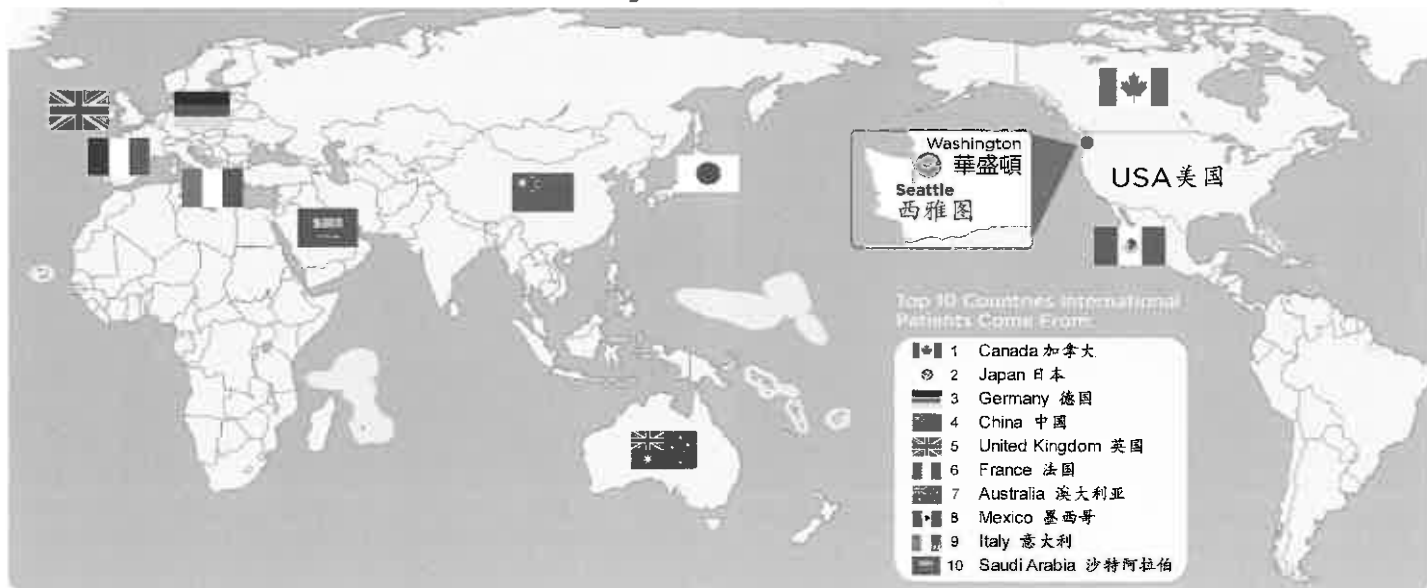 Washington
華盛頓
Seattle
西雅图
USA美国
Top 10 Countries International
Patients Come From:
1 Canada 加拿大
2 Japan 日本
3 Germany 德国
4 China 中国
5 United Kingdom 英国
6 France 法国
7 Australia 澳大利亚
8 Mexico 墨西哥
9 Italy 意大利
10 Saudi Arabia 沙特阿拉伯